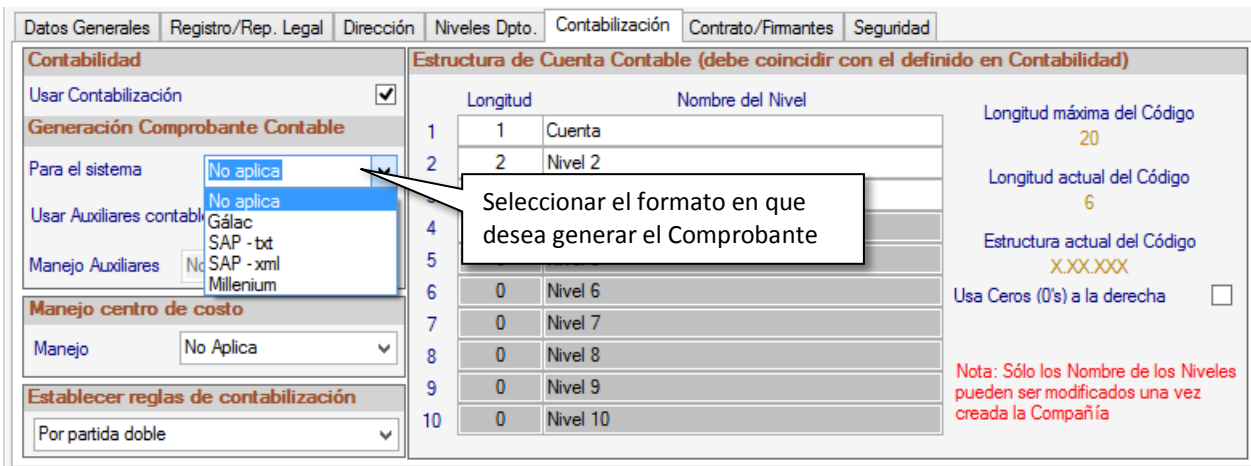 Datos Generales Registro/Rep. Legal Dirección Niveles Dpto. Contabilización Contrato/Firmantes Seguridad
Contabilidad
Usar Contabilización
Generación Comprobante Contable
Para el sistema No aplica
No aplica
Gálac
SAP - txt
SAP - xml
Millenium
Usar Auxiliares
Manejo Auxiliares
Manejo centro de costo
Manejo No Aplica
Establecer reglas de contabilización
Por partida doble
Estructura de Cuenta Contable (debe coincidir con el definido en Contabilidad)
Longitud Nombre del Nivel
1 1 Cuenta
2 2 Nivel 2
4
5
6 0 Nivel 6
7 0 Nivel 7
8 0 Nivel 8
9 0 Nivel 9
10 0 Nivel 10
Seleccionar el formato en que
desea generar el Comprobante
Longitud máxima del Código
20
Longitud actual del Código
6
Estructura actual del Código
X.XX.XXX
Usa Ceros (0's) a la derecha
Nota: Sólo los Nombre de los Niveles
pueden ser modificados una vez
creada la Compañía